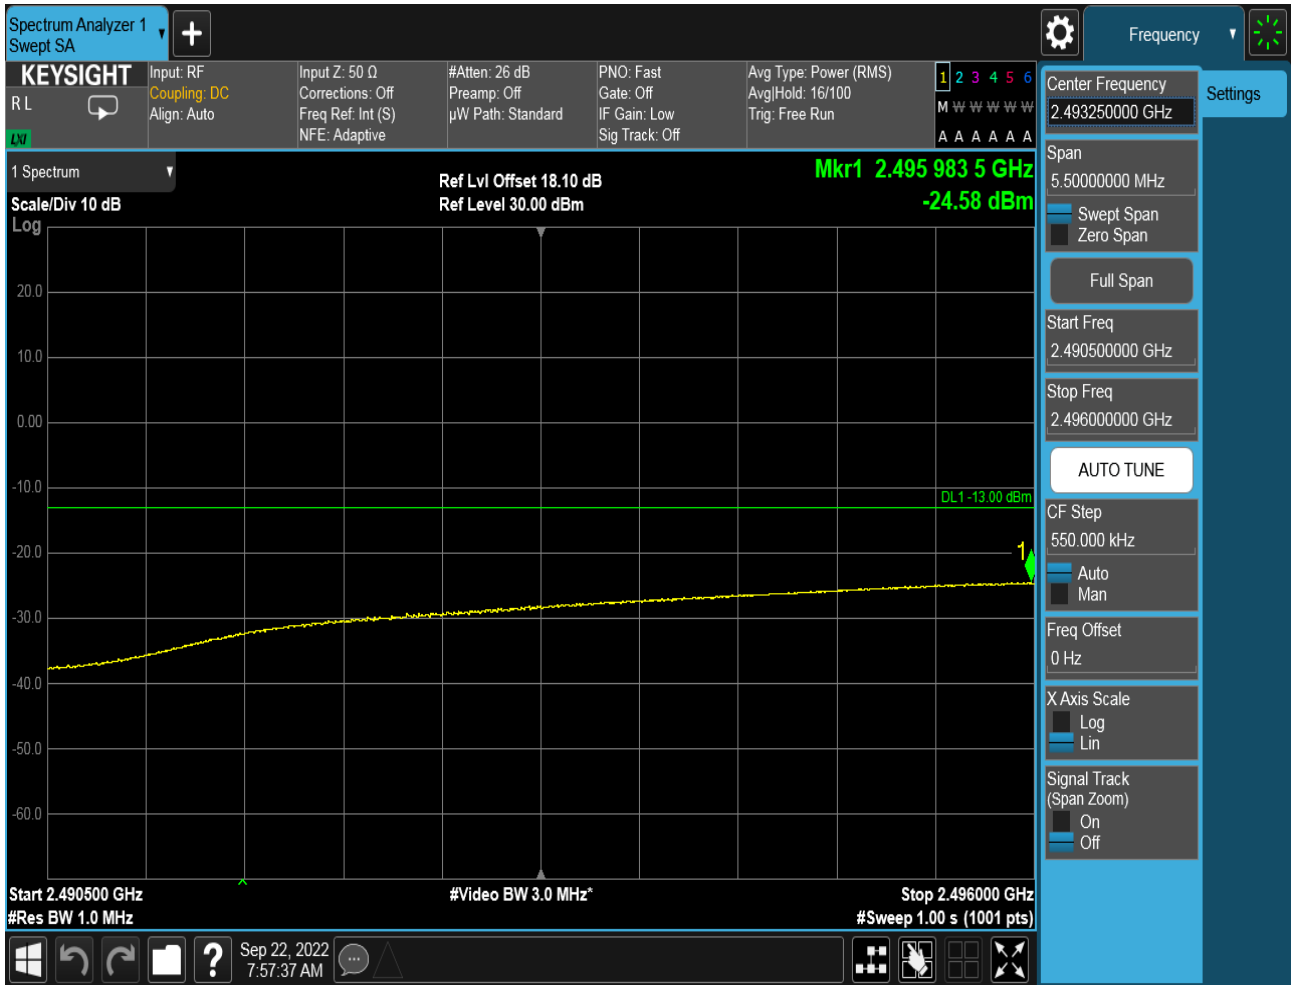 Spectrum Analyzer 1
Swept SA
Frequency
KEYSIGHT
R L
LXI
Input: RF
Coupling: DC
Align: Auto
Input Z: 50 Ω
Corrections: Off
Freq Ref: Int (S)
NFE: Adaptive
#Atten: 26 dB
Preamp: Off
µW Path: Standard
PNO: Fast
Gate: Off
IF Gain: Low
Sig Track: Off
Avg Type: Power (RMS)
Avg|Hold: 16/100
Trig: Free Run
1 2 3 4 5 6
M W W W W W
A A A A A A
1 Spectrum
Scale/Div 10 dB
Log
Ref Lvl Offset 18.10 dB
Ref Level 30.00 dBm
Mkr1 2.495 983 5 GHz
-24.58 dBm
20.0
10.0
0.00
-10.0
-20.0
-30.0
-40.0
-50.0
-60.0
DL1 -13.00 dBm
1
Start 2.490500 GHz
#Res BW 1.0 MHz
#Video BW 3.0 MHz*
Stop 2.496000 GHz
#Sweep 1.00 s (1001 pts)
Center Frequency
2.493250000 GHz
Settings
Span
5.50000000 MHz
Swept Span
Zero Span
Full Span
Start Freq
2.490500000 GHz
Stop Freq
2.496000000 GHz
AUTO TUNE
CF Step
550.000 kHz
Auto
Man
Freq Offset
0 Hz
X Axis Scale
Log
Lin
Signal Track
(Span Zoom)
On
Off
?
Sep 22, 2022
7:57:37 AM